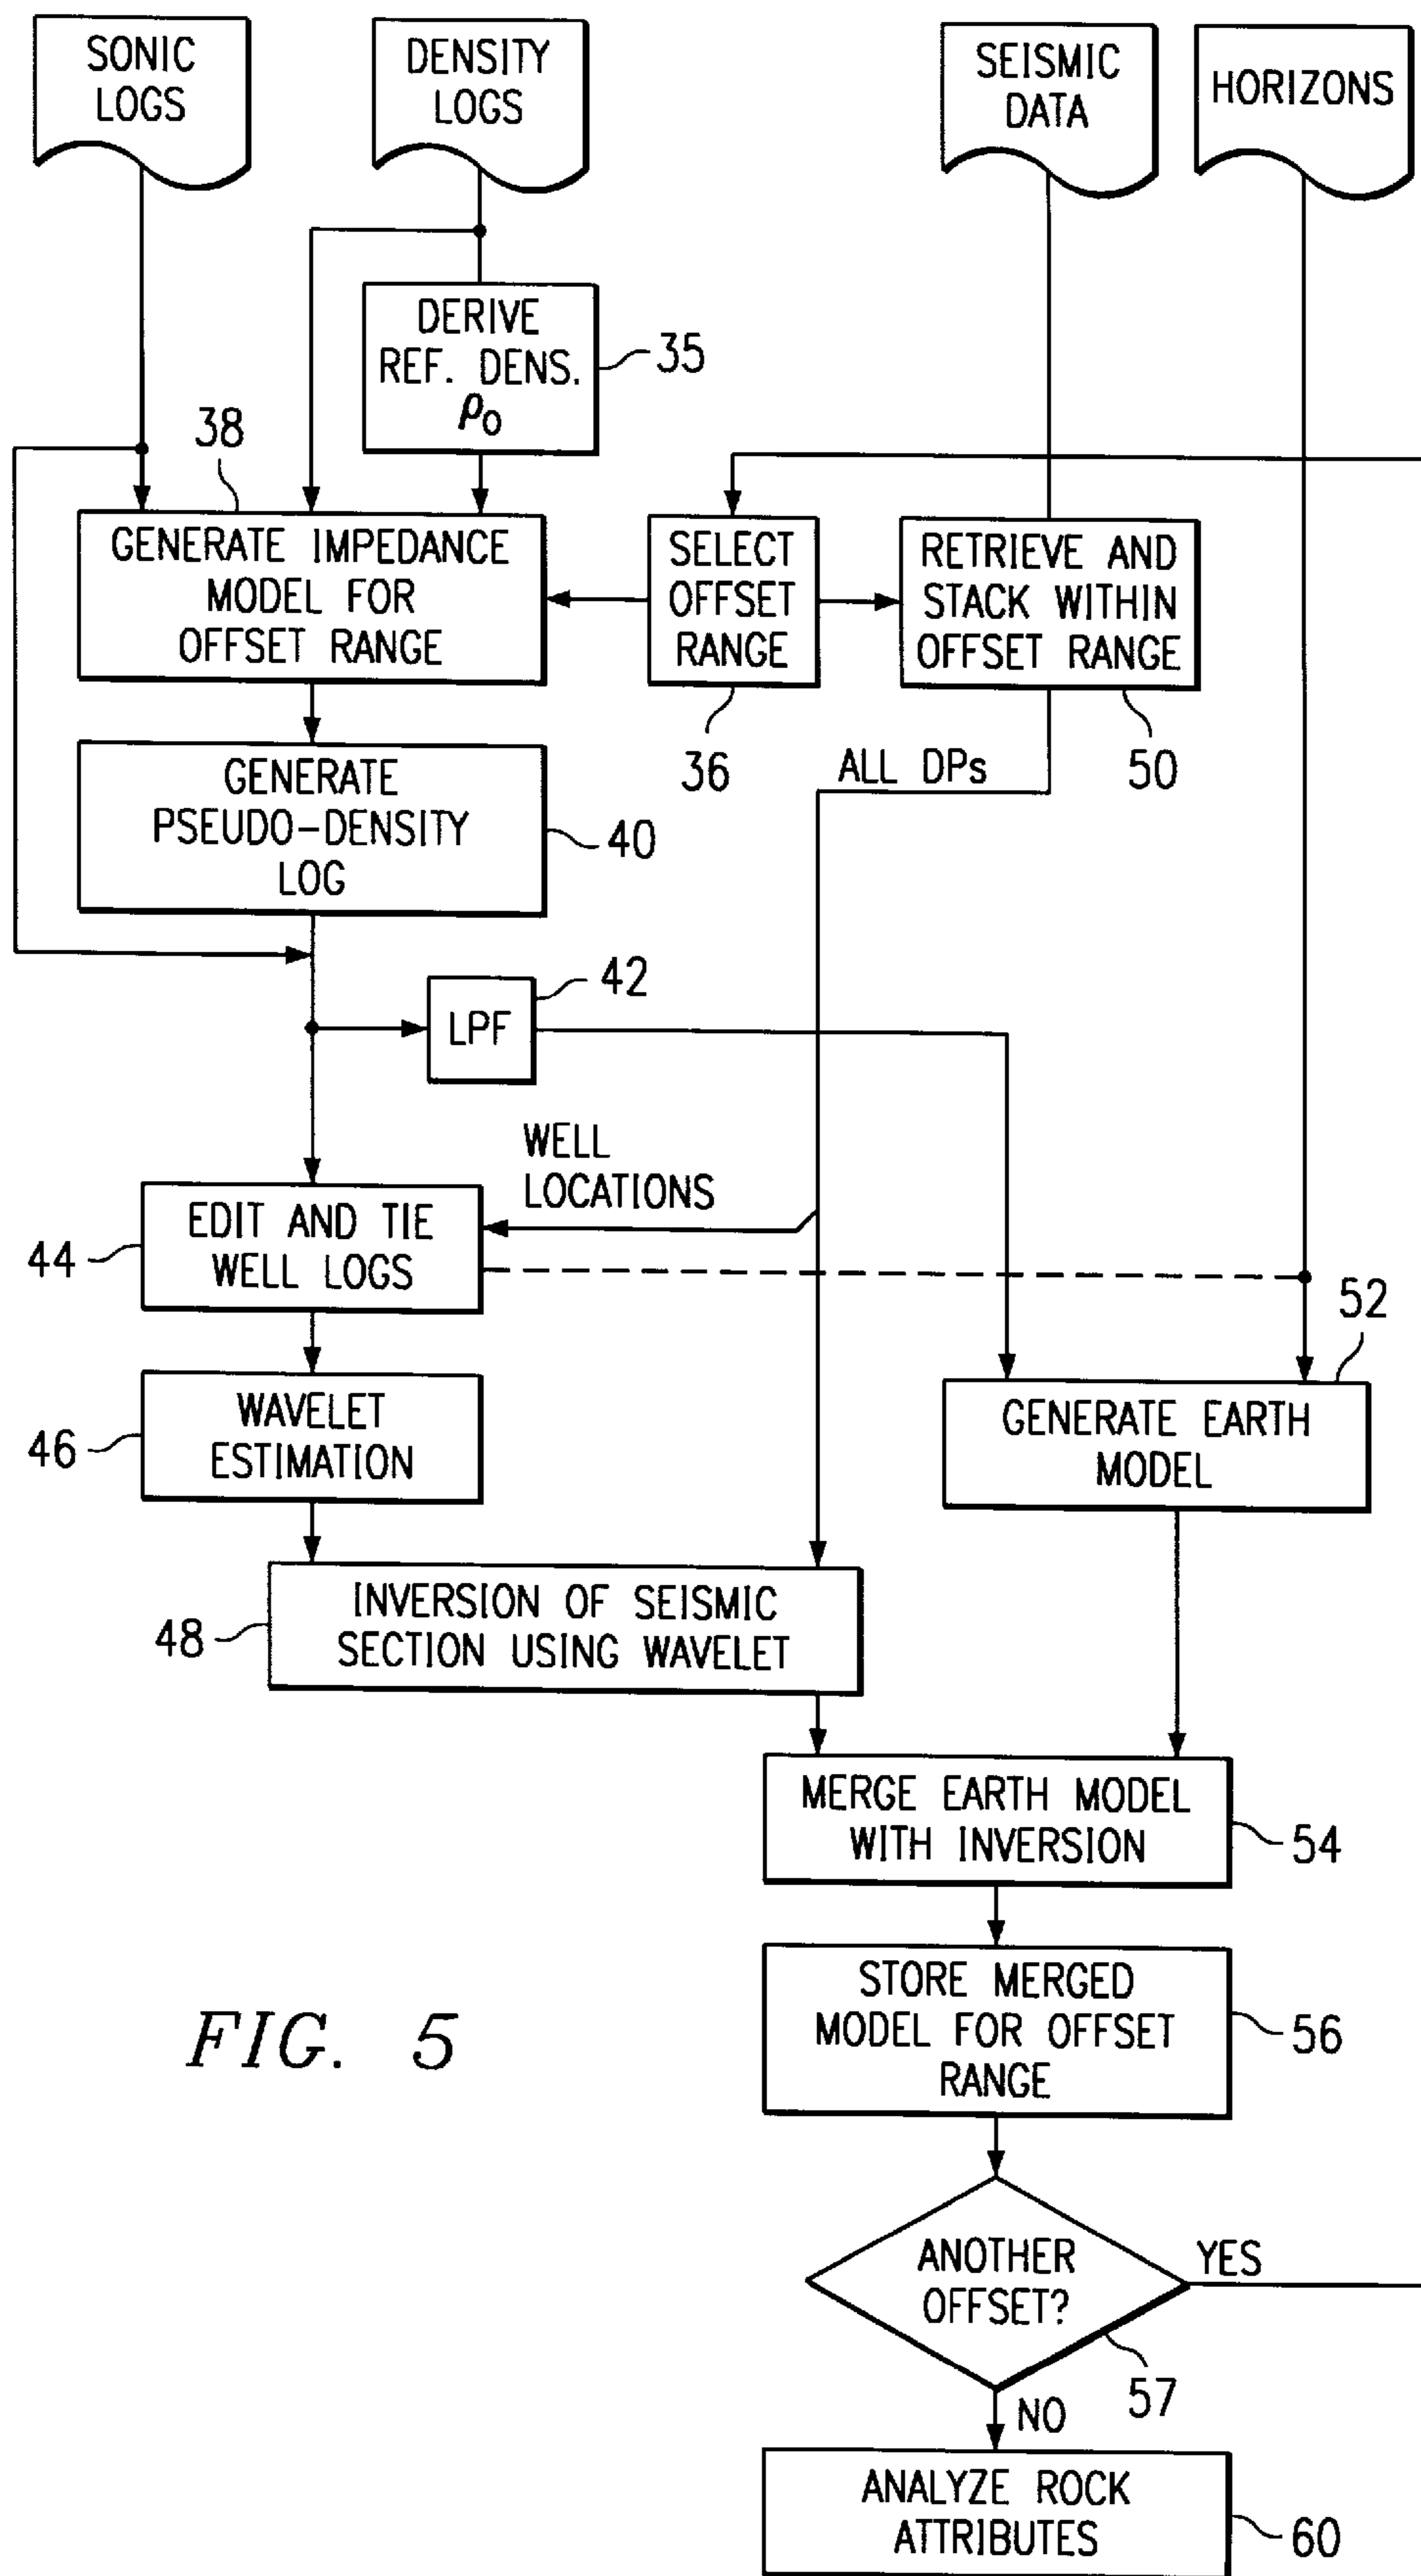 SONIC
LOGS
DENSITY
LOGS
SEISMIC
DATA
HORIZONS
DERIVE
REF. DENS.
ρ₀
35
38
GENERATE IMPEDANCE
MODEL FOR
OFFSET RANGE
SELECT
OFFSET
RANGE
36
RETRIEVE AND
STACK WITHIN
OFFSET RANGE
50
ALL DPs
GENERATE
PSEUDO-DENSITY
LOG
40
42
LPF
WELL
LOCATIONS
EDIT AND TIE
WELL LOGS
44
52
GENERATE EARTH
MODEL
WAVELET
ESTIMATION
46
INVERSION OF SEISMIC
SECTION USING WAVELET
48
MERGE EARTH MODEL
WITH INVERSION
54
STORE MERGED
MODEL FOR OFFSET
RANGE
56
FIG. 5
ANOTHER
OFFSET?
YES
57
NO
ANALYZE ROCK
ATTRIBUTES
60